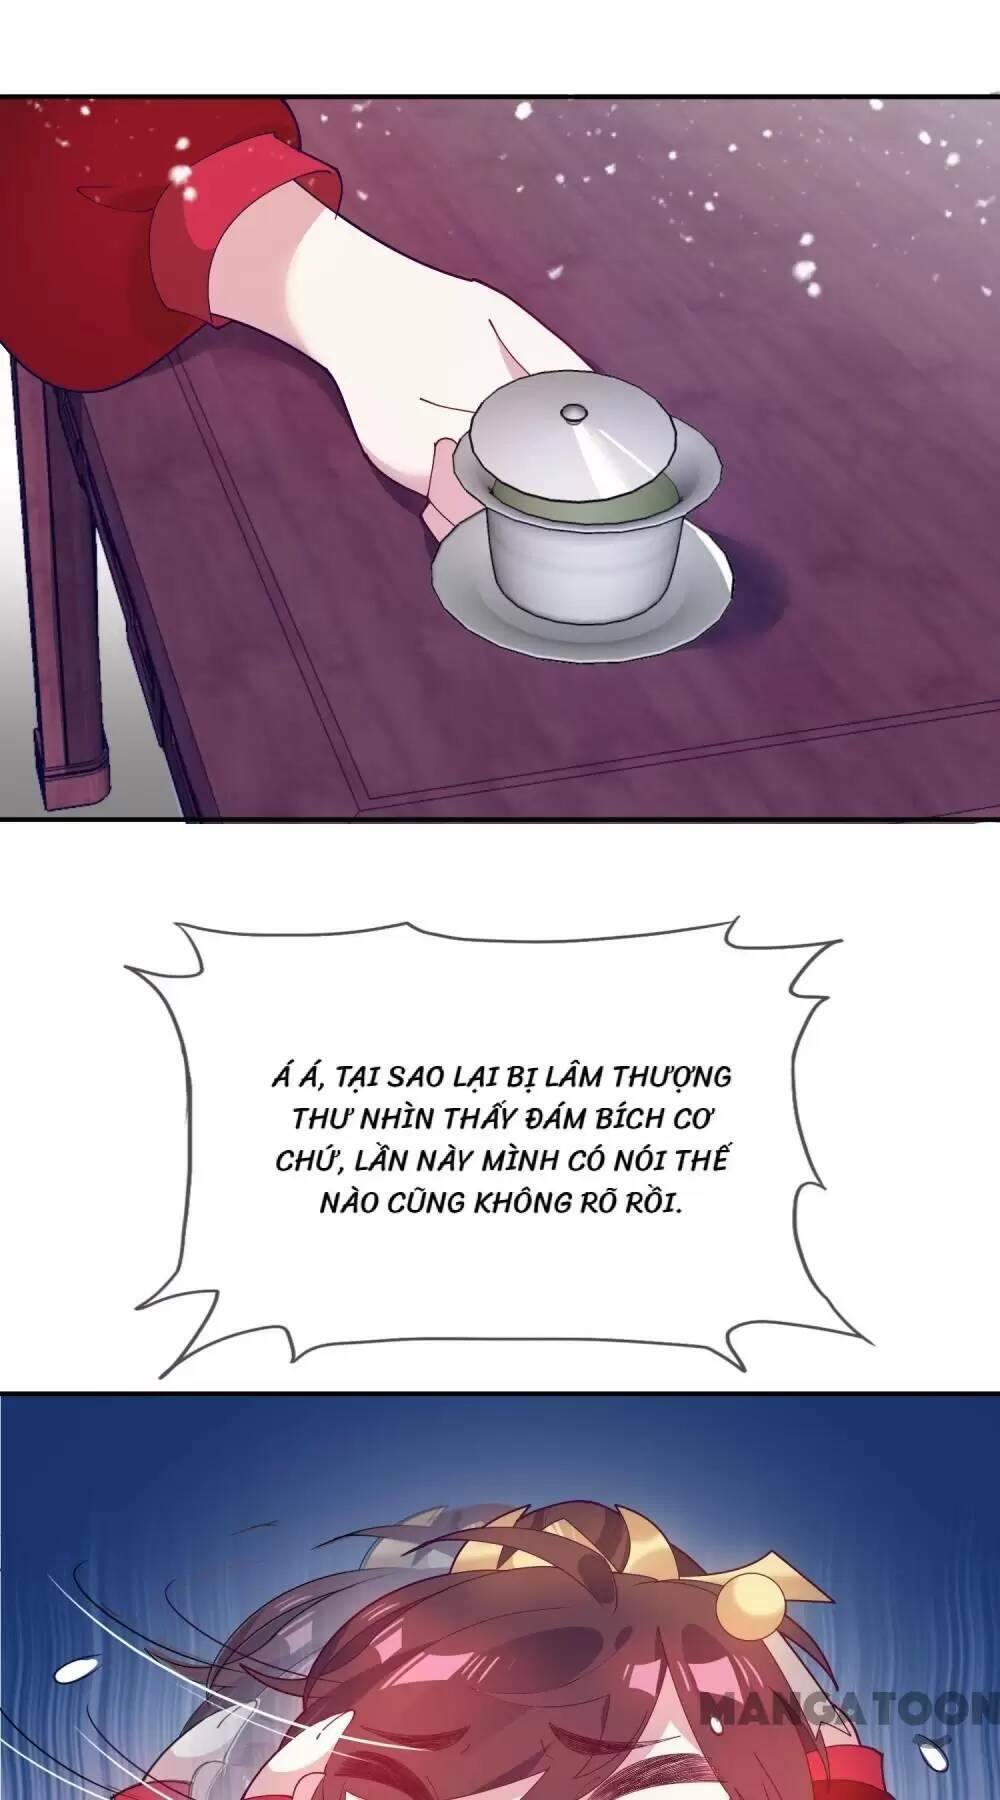 Á Á, TẠI SAO LẠI BỊ LÂM THƯỢNG
THƯ NHÌN THẤY ĐÁM BÍCH CƠ
CHỨ, LẦN NÀY MÌNH CÓ NÓI THẾ
NÀO CŨNG KHÔNG RÕ RỒI.
MANGATOON